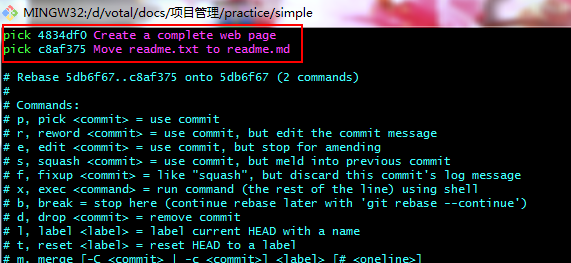 MINGW32:/d/votal/docs/项目管理/practice/simple
pick 4834df0 Create a complete web page
pick c8af375 Move readme.txt to readme.md
# Rebase 5db6f67..c8af375 onto 5db6f67 (2 commands)
#
# Commands:
# p, pick <commit> = use commit
# r, reword <commit> = use commit, but edit the commit message
# e, edit <commit> = use commit, but stop for amending
# s, squash <commit> = use commit, but meld into previous commit
# f, fixup <commit> = like "squash", but discard this commit's log message
# x, exec <command> = run command (the rest of the line) using shell
# b, break = stop here (continue rebase later with 'git rebase --continue')
# d, drop <commit> = remove commit
# l, label <label> = label current HEAD with a name
# t, reset <label> = reset HEAD to a label
# m, merge [-C <commit> | -c <commit>] <label> [# <oneline>]